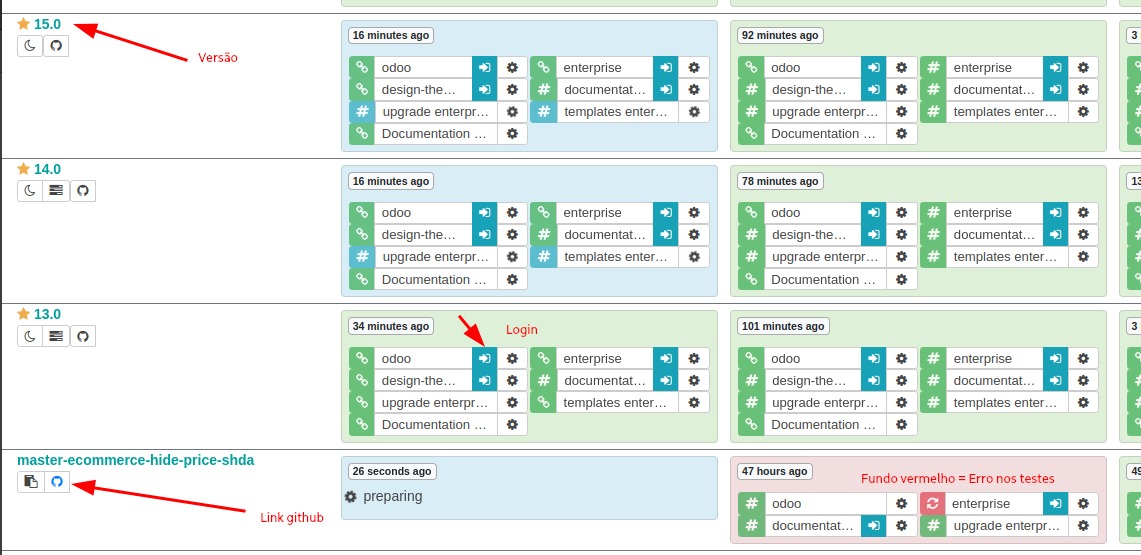 15.0
Versão
16 minutes ago
odoo
enterprise
design-the...
documentat...
upgrade enterpr...
templates enter...
Documentation ...
92 minutes ago
odoo
enterprise
design-the...
documentat...
upgrade enterpr...
templates enter...
Documentation ...
3
14.0
16 minutes ago
odoo
enterprise
design-the...
documentat...
upgrade enterpr...
templates enter...
Documentation ...
78 minutes ago
odoo
enterprise
design-the...
documentat...
upgrade enterpr...
templates enter...
Documentation ...
13
13.0
34 minutes ago
Login
odoo
enterprise
design-the...
documentat...
upgrade enterpr...
templates enter...
Documentation ...
101 minutes ago
odoo
enterprise
design-the...
documentat...
upgrade enterpr...
templates enter...
Documentation ...
3
master-ecommerce-hide-price-shda
Link github
26 seconds ago
preparing
47 hours ago
Fundo vermelho = Erro nos testes
odoo
enterprise
documentat...
upgrade enterpr...
49